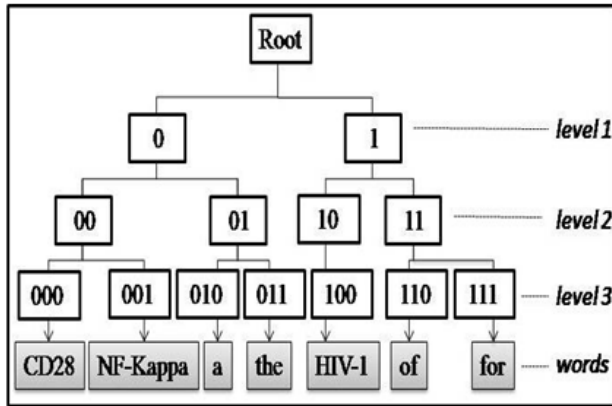 Root
0 1 level 1
00 01 10 11 level 2
000 001 010 011 100 110 111 level 3
CD28 NF-Kappa a the HIV-1 of for words